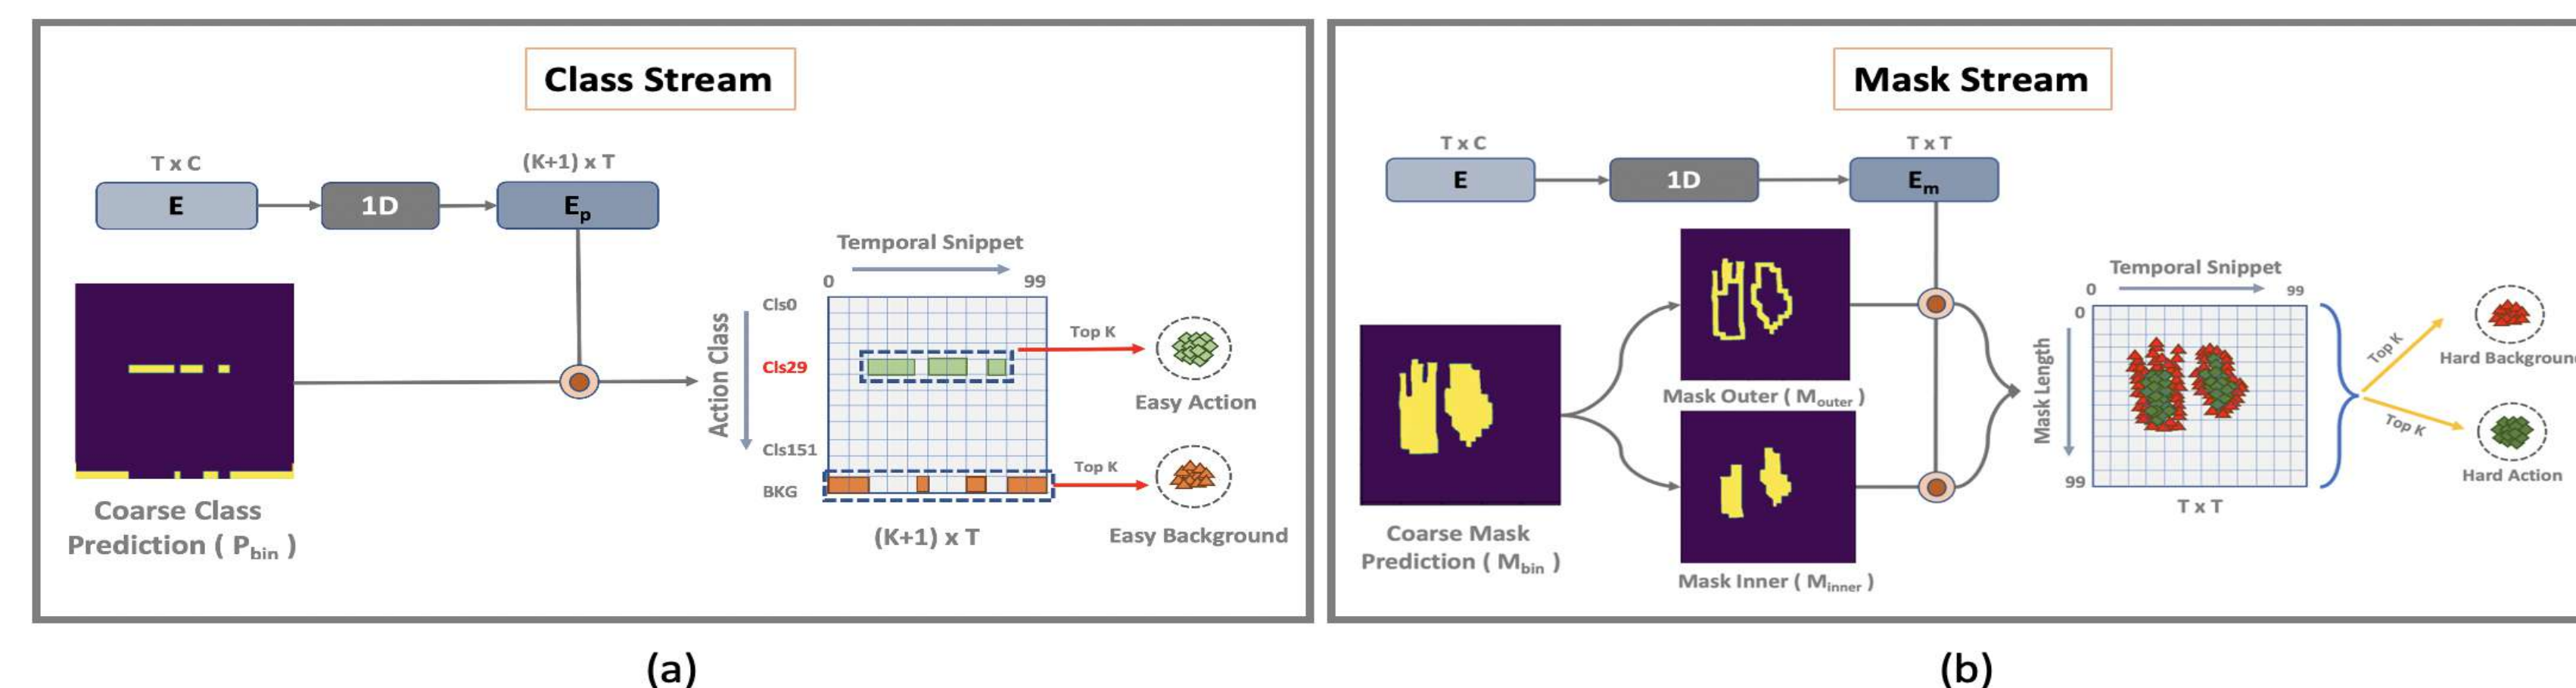 Class Stream
T x C
(K+1) x T
E
1D
Ep
Temporal Snippet
0
99
Action Class
Cls0
Cls29
Cls151
BKG
Top K
Easy Action
Top K
Easy Background
(K+1) x T
Coarse Class
Prediction ( Pbin )
(a)
Mask Stream
T x C
T x T
E
1D
Em
Mask Outer ( Mouter )
Mask Inner ( Minner )
Coarse Mask
Prediction ( Mbin )
Temporal Snippet
0
99
0
Mask Length
99
T x T
Top K
Hard Background
Top K
Hard Action
(b)